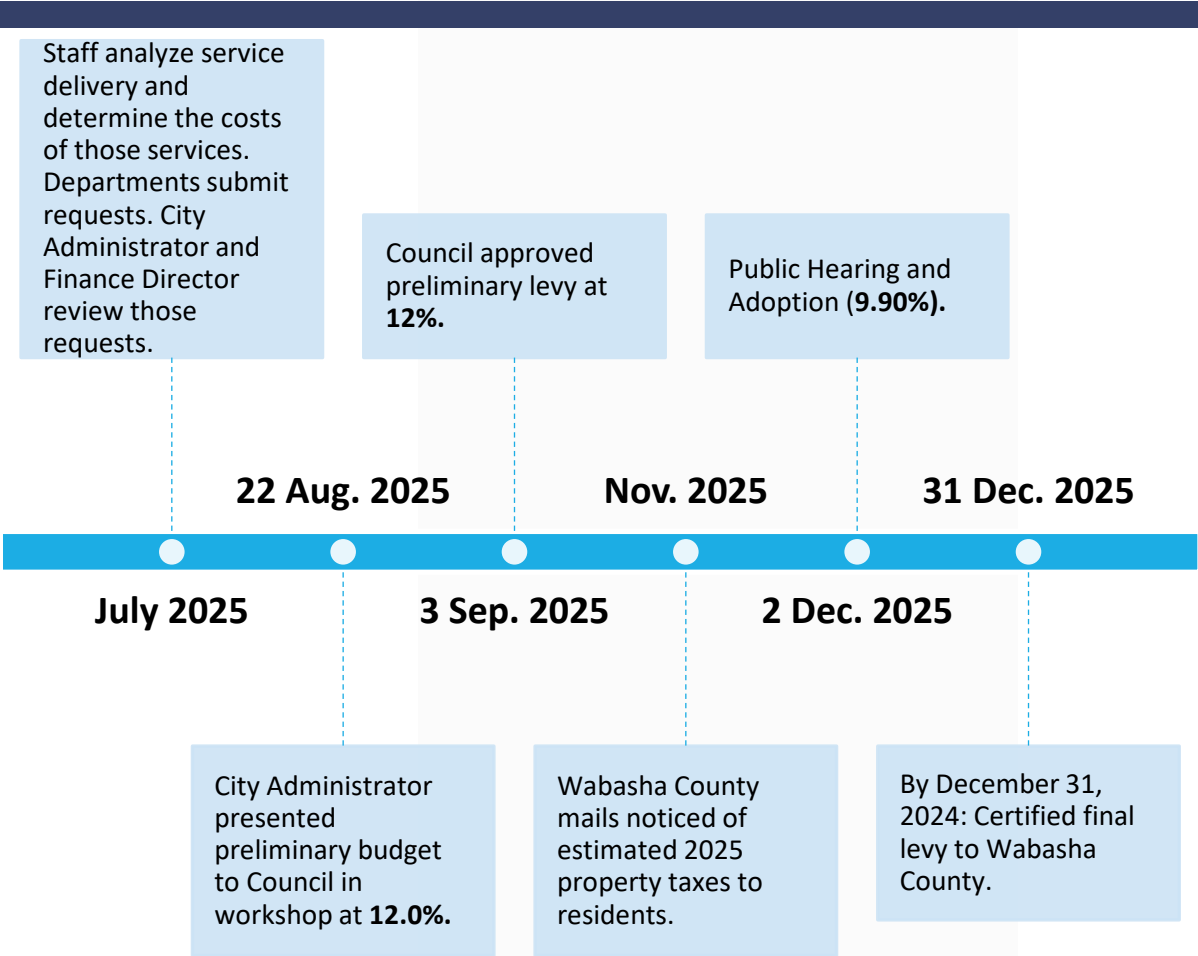 Staff analyze service
delivery and
determine the costs
of those services.
Departments submit
requests. City
Administrator and
Finance Director
review those
requests.
Council approved
preliminary levy at
12%.
Public Hearing and
Adoption (9.90%).
22 Aug. 2025
Nov. 2025
31 Dec. 2025
July 2025
3 Sep. 2025
2 Dec. 2025
City Administrator
presented
preliminary budget
to Council in
workshop at 12.0%.
Wabasha County
mails noticed of
estimated 2025
property taxes to
residents.
By December 31,
2024: Certified final
levy to Wabasha
County.